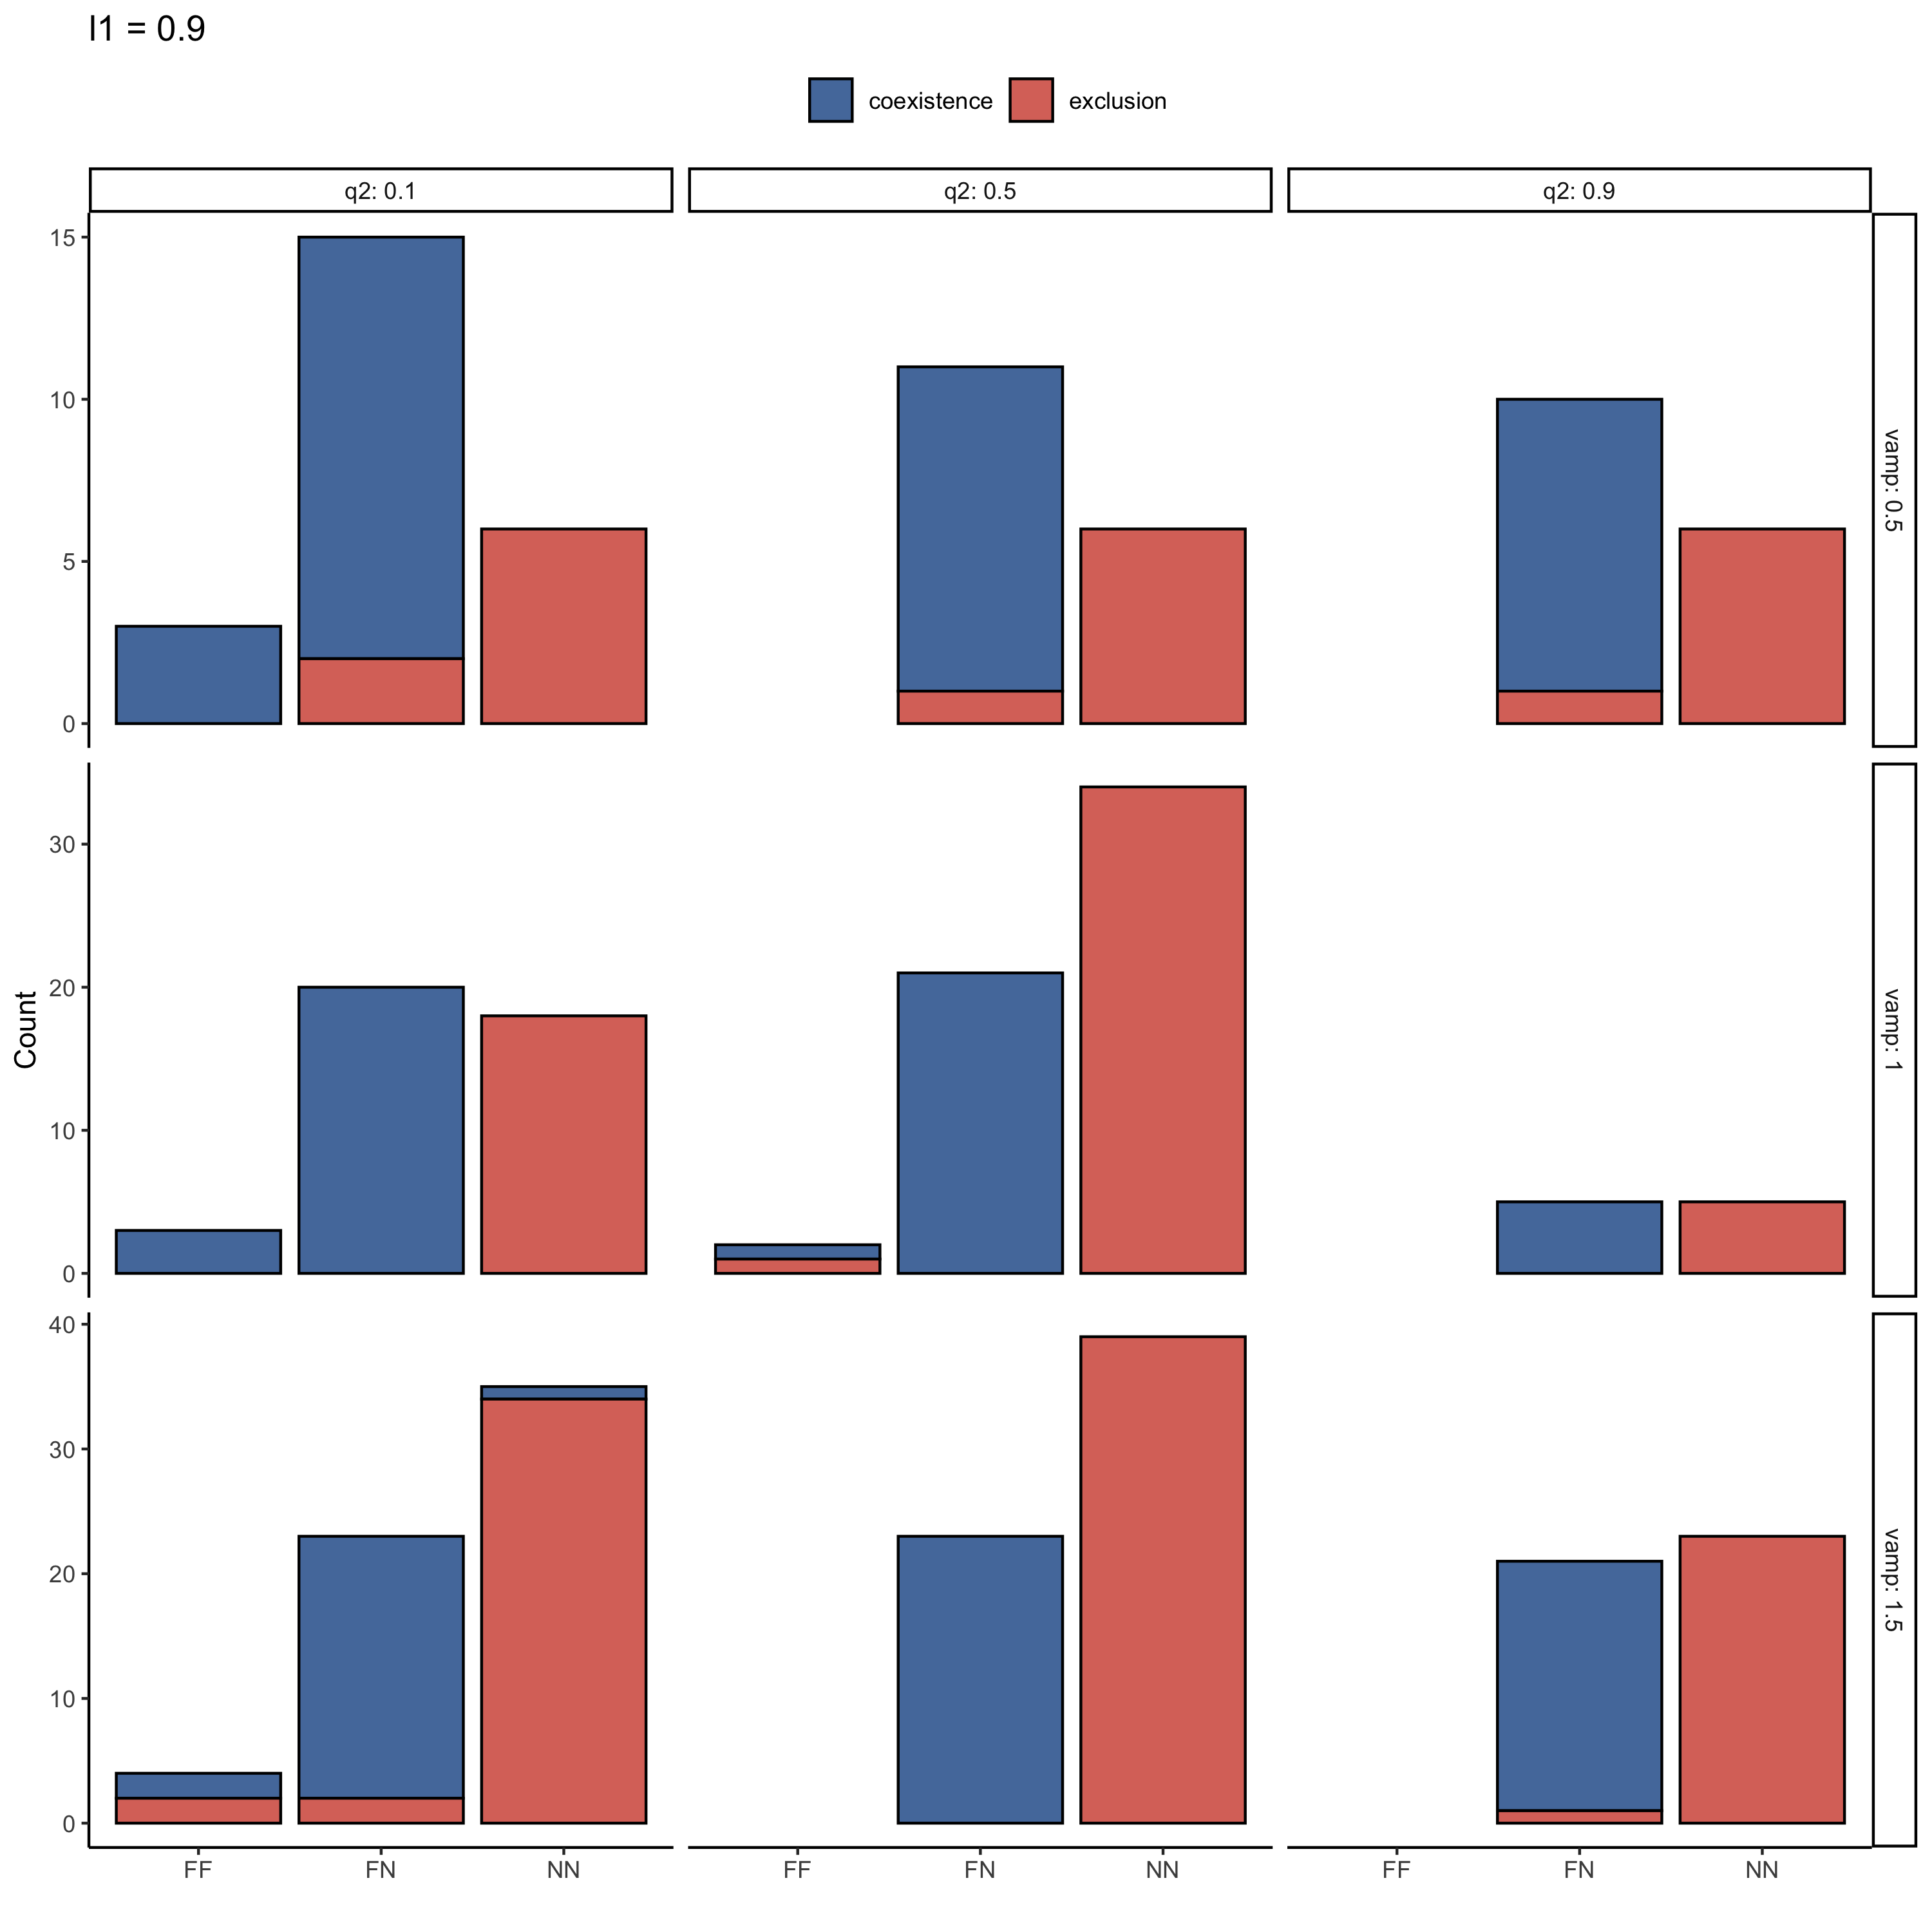 l1 = 0.9
coexistence exclusion
q2: 0.1 q2: 0.5 q2: 0.9
15
10
5
0
vamp: 0.5
Count
30
20
10
0
vamp: 1
40
30
20
10
0
vamp: 1.5
FF FN NN FF FN NN FF FN NN